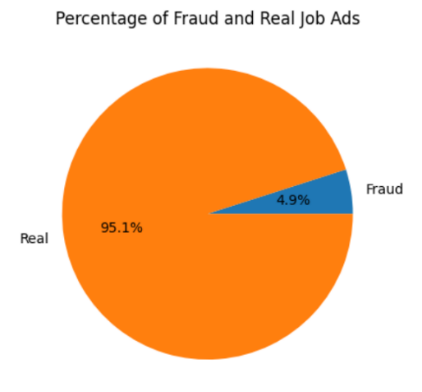 Percentage of Fraud and Real Job Ads
Fraud
4.9%
95.1%
Real